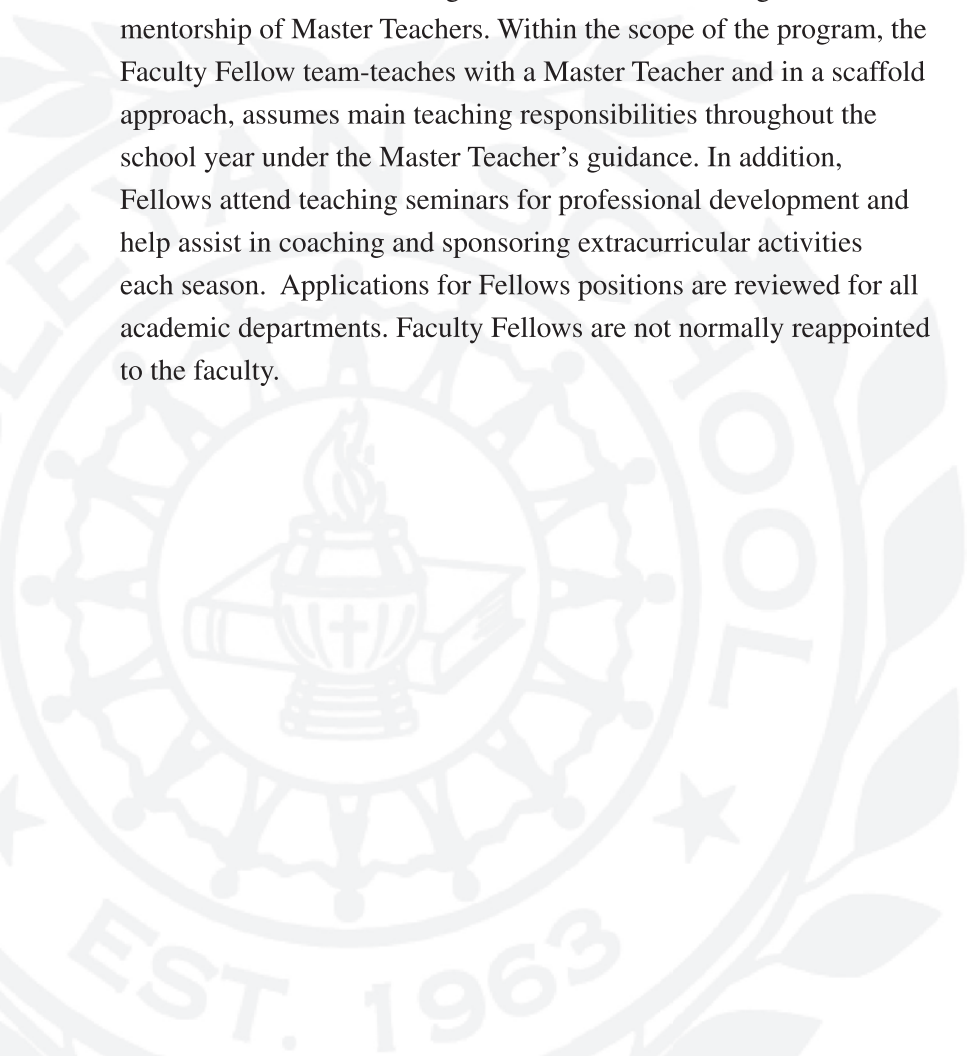 mentorship of Master Teachers. Within the scope of the program, the
Faculty Fellow team-teaches with a Master Teacher and in a scaffold
approach, assumes main teaching responsibilities throughout the
school year under the Master Teacher’s guidance. In addition,
Fellows attend teaching seminars for professional development and
help assist in coaching and sponsoring extracurricular activities
each season.  Applications for Fellows positions are reviewed for all
academic departments. Faculty Fellows are not normally reappointed
to the faculty.
LEYAN SCHOOL
EST. 1963